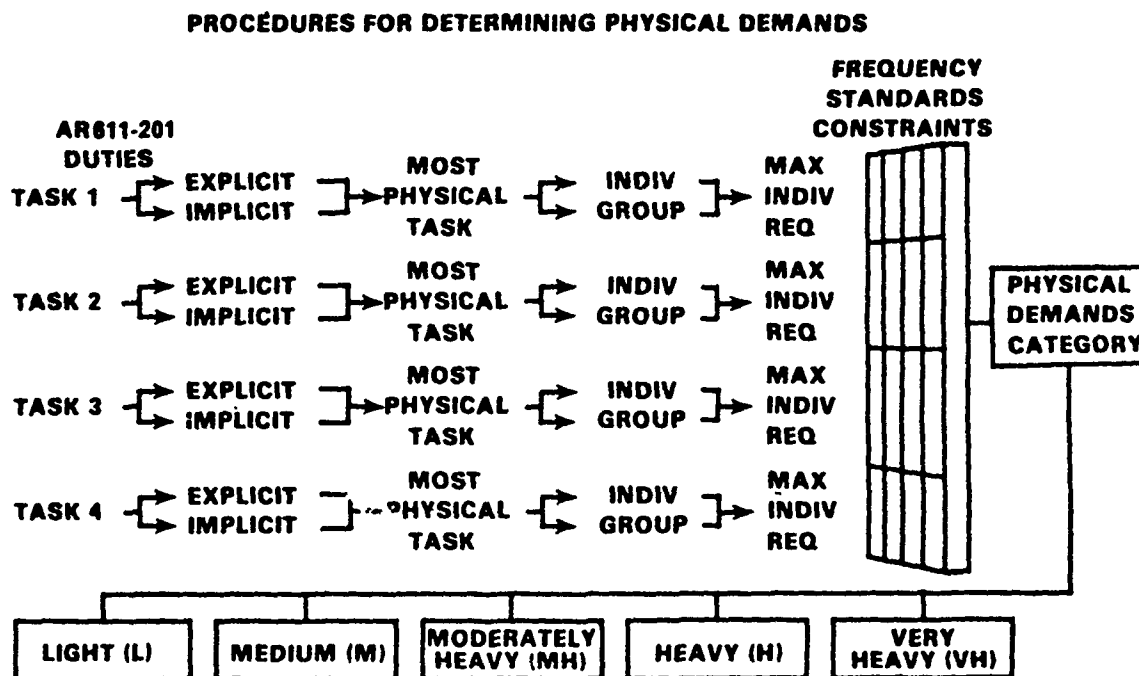 PROCEDURES FOR DETERMINING PHYSICAL DEMANDS
FREQUENCY
STANDARDS
CONSTRAINTS
AR611-201
DUTIES
TASK 1
EXPLICIT
IMPLICIT
MOST
PHYSICAL
TASK
INDIV
GROUP
MAX
INDIV
REQ
TASK 2
EXPLICIT
IMPLICIT
MOST
PHYSICAL
TASK
INDIV
GROUP
MAX
INDIV
REQ
TASK 3
EXPLICIT
IMPLICIT
MOST
PHYSICAL
TASK
INDIV
GROUP
MAX
INDIV
REQ
TASK 4
EXPLICIT
IMPLICIT
MOST
PHYSICAL
TASK
INDIV
GROUP
MAX
INDIV
REQ
PHYSICAL
DEMANDS
CATEGORY
LIGHT (L)
MEDIUM (M)
MODERATELY
HEAVY (MH)
HEAVY (H)
VERY
HEAVY (VH)